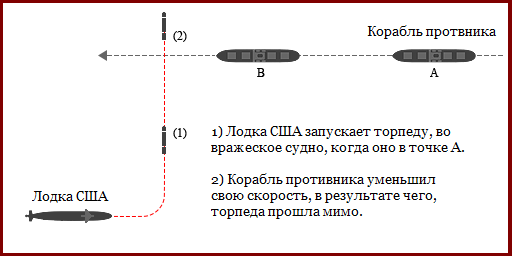 (2)
Корабль протвника
В
А
(1)
1) Лодка США запускает торпеду, во
вражеское судно, когда оно в точке А.
Лодка США
2) Корабль противника уменьшил
свою скорость, в результате чего,
торпеда прошла мимо.